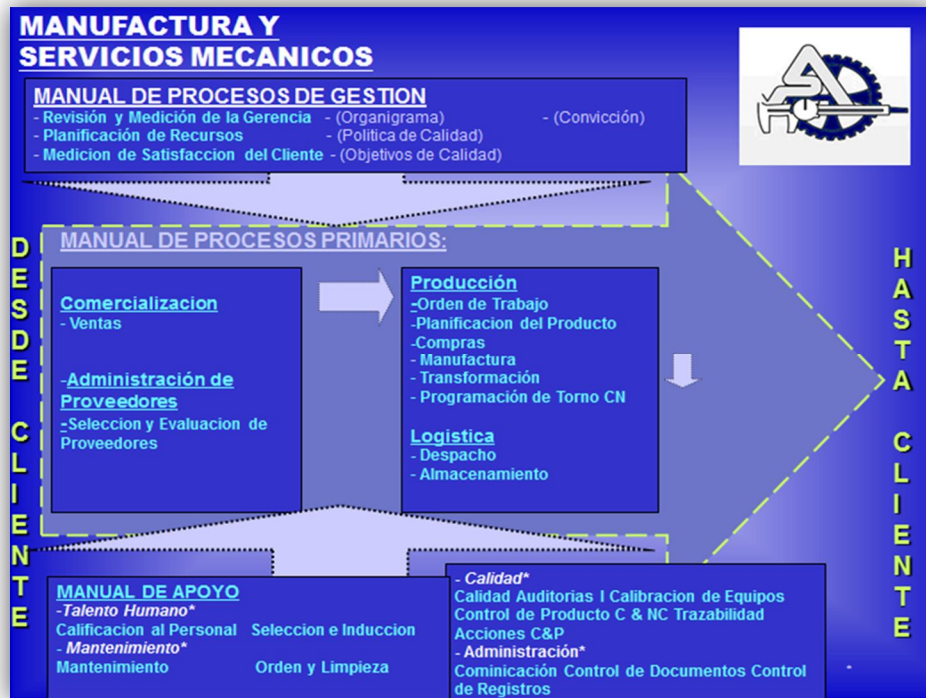 MANUFACTURA Y
SERVICIOS MECANICOS
MANUAL DE PROCESOS DE GESTION
- Revisión y Medición de la Gerencia - (Organigrama) - (Convicción)
- Planificación de Recursos - (Politica de Calidad)
- Medicion de Satisfaccion del Cliente - (Objetivos de Calidad)
DESDE CLIENTE
MANUAL DE PROCESOS PRIMARIOS:
Comercializacion
- Ventas
-Administración de
Proveedores
-Seleccion y Evaluacion de
Proveedores
Producción
-Orden de Trabajo
-Planificacion del Producto
-Compras
- Manufactura
- Transformación
- Programación de Torno CN
Logistica
- Despacho
- Almacenamiento
HASTA CLIENTE
MANUAL DE APOYO
-Talento Humano*
Calificacion al Personal Seleccion e Induccion
- Mantenimiento*
Mantenimiento Orden y Limpieza
- Calidad*
Calidad Auditorias I Calibracion de Equipos
Control de Producto C & NC Trazabilidad
Acciones C&P
- Administración*
Cominicación Control de Documentos Control
de Registros